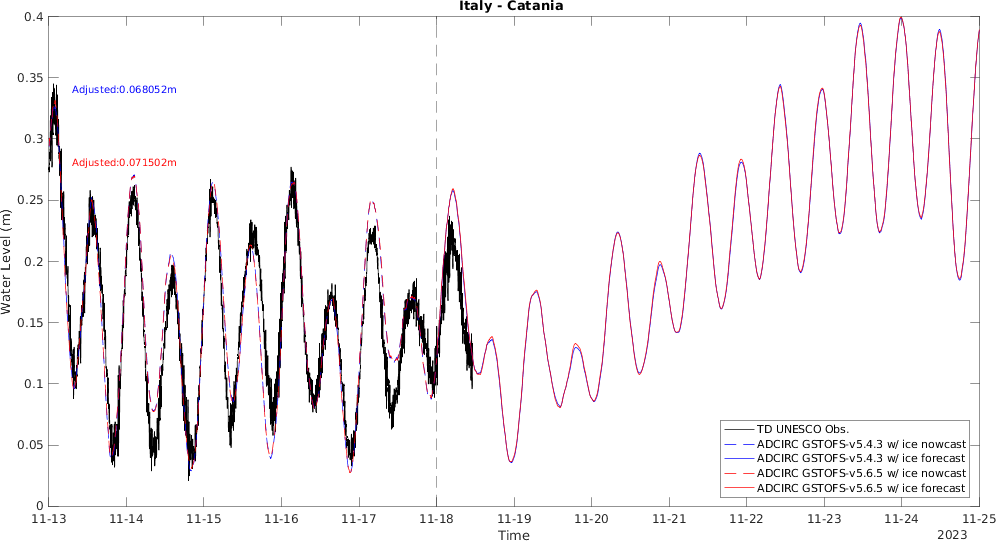 Italy - Catania
0.4
0.35
0.3
0.25
0.2
0.15
0.1
0.05
0
Water Level (m)
Adjusted:0.068052m
Adjusted:0.071502m
TD UNESCO Obs.
ADCIRC GSTOFS-v5.4.3 w/ ice nowcast
ADCIRC GSTOFS-v5.4.3 w/ ice forecast
ADCIRC GSTOFS-v5.6.5 w/ ice nowcast
ADCIRC GSTOFS-v5.6.5 w/ ice forecast
11-13 11-14 11-15 11-16 11-17 11-18 11-19 11-20 11-21 11-22 11-23 11-24 11-25
Time
2023